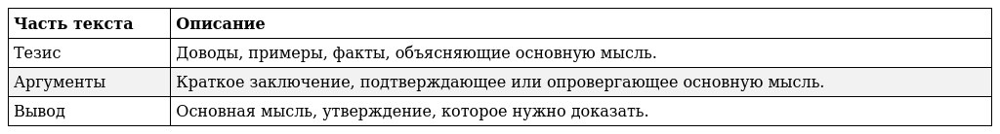 Часть текста Описание
Тезис Доводы, примеры, факты, объясняющие основную мысль.
Аргументы Краткое заключение, подтверждающее или опровергающее основную мысль.
Вывод Основная мысль, утверждение, которое нужно доказать.